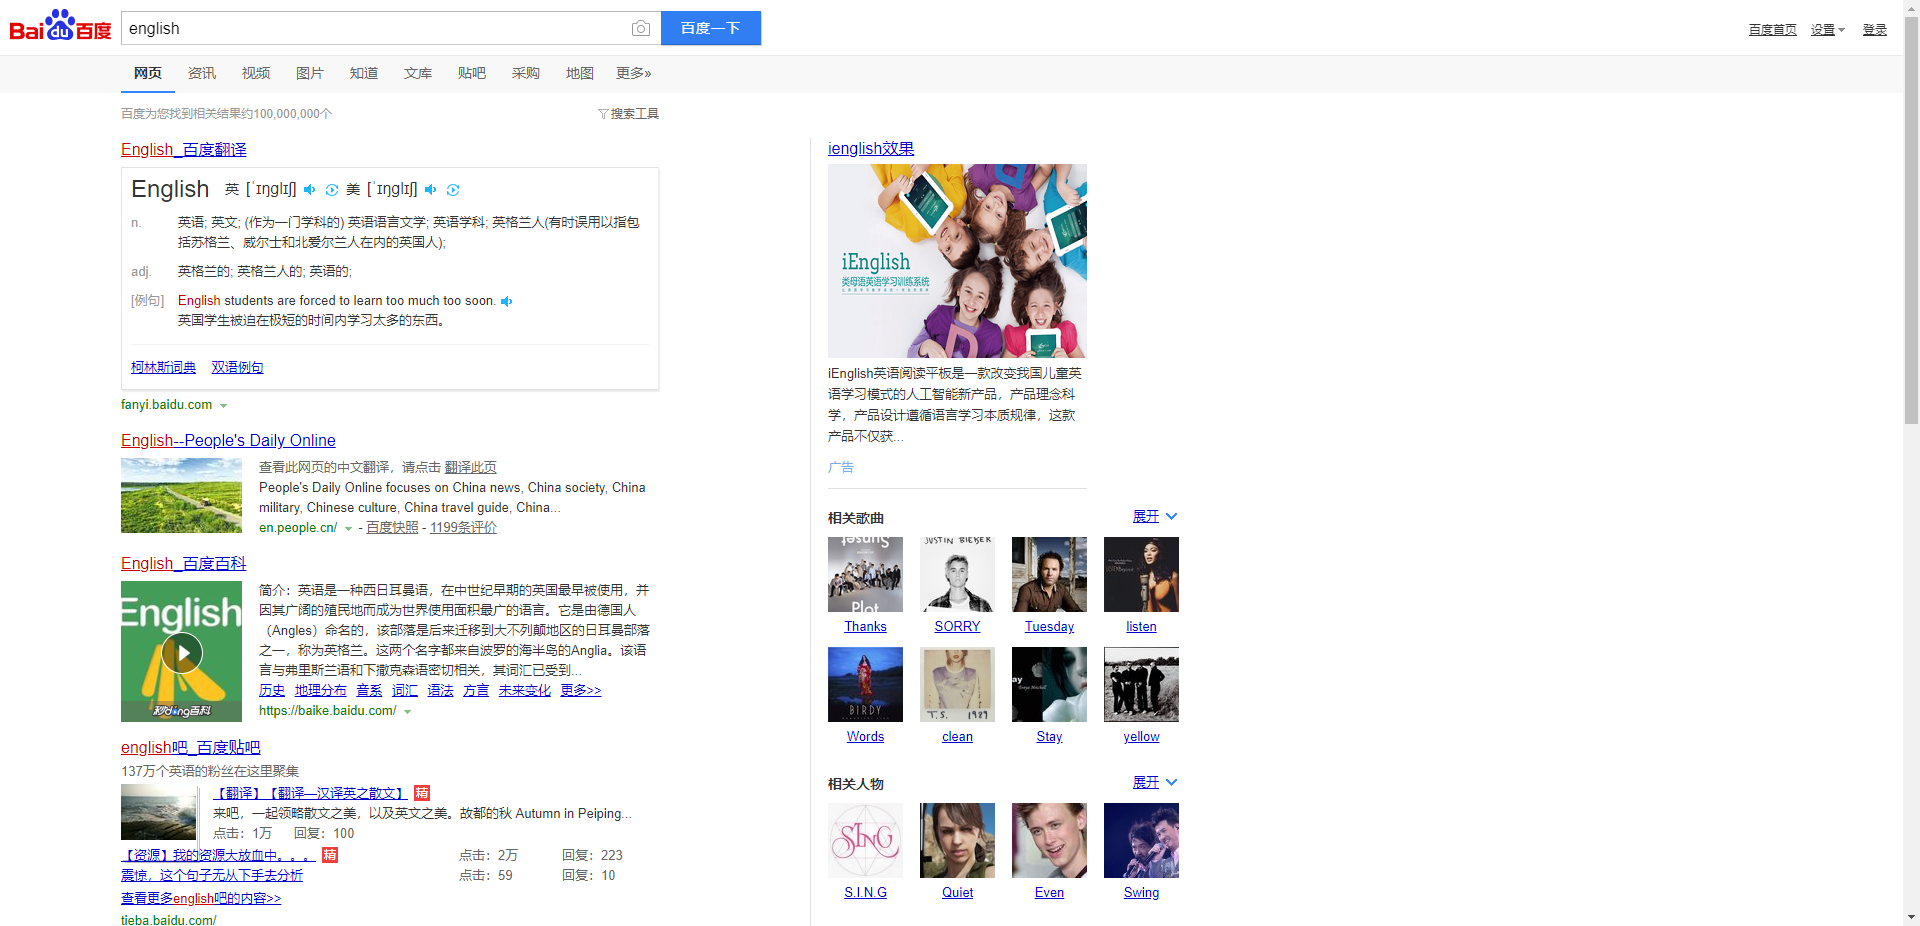 Bai du 百度
english
百度一下
百度首页 设置 登录
网页 资讯 视频 图片 知道 文库 贴吧 采购 地图 更多»
百度为您找到相关结果约100,000,000个
搜索工具
English_百度翻译
English 英 [ˈɪŋglɪʃ] 美 [ˈɪŋglɪʃ]
n. 英语; 英文; (作为一门学科的) 英语语言文学; 英语学科; 英格兰人(有时误用以指包
括苏格兰、威尔士和北爱尔兰人在内的英国人);
adj. 英格兰的; 英格兰人的; 英语的;
[例句] English students are forced to learn too much too soon.
英国学生被迫在极短的时间内学习太多的东西。
柯林斯词典 双语例句
fanyi.baidu.com
English--People's Daily Online
查看此网页的中文翻译，请点击 翻译此页
People's Daily Online focuses on China news, China society, China
military, Chinese culture, China travel guide, China...
en.people.cn/ - 百度快照 - 1199条评价
English_百度百科
English
秒dong百科
简介：英语是一种西日耳曼语，在中世纪早期的英国最早被使用，并
因其广阔的殖民地而成为世界使用面积最广的语言。它是由德国人
（Angles）命名的，该部落是后来迁移到大不列颠地区的日耳曼部落
之一，称为英格兰。这两个名字都来自波罗的海半岛的Anglia。该语
言与弗里斯兰语和下撒克森语密切相关，其词汇已受到...
历史 地理分布 音系 词汇 语法 方言 未来变化 更多>>
https://baike.baidu.com/
english吧_百度贴吧
137万个英语的粉丝在这里聚集
【翻译】【翻译—汉译英之散文】 精
来吧，一起领略散文之美，以及英文之美。故都的秋 Autumn in Peiping...
点击：1万 回复：100
【资源】我的资源大放血中。。。 精 点击：2万 回复：223
震惊，这个句子无从下手去分析 点击：59 回复：10
查看更多english吧的内容>>
tieba.baidu.com/
ienglish效果
iEnglish
类母语英语学习训练系统
iEnglish英语阅读平板是一款改变我国儿童英
语学习模式的人工智能新产品，产品理念科
学，产品设计遵循语言学习本质规律，这款
产品不仅获...
广告
相关歌曲 展开
Sunset
Plot
JUSTIN BIEBER
Thanks SORRY Tuesday listen
BIRDY
T.S. 1989
ay
Words clean Stay yellow
相关人物 展开
SING
S.I.N.G Quiet Even Swing